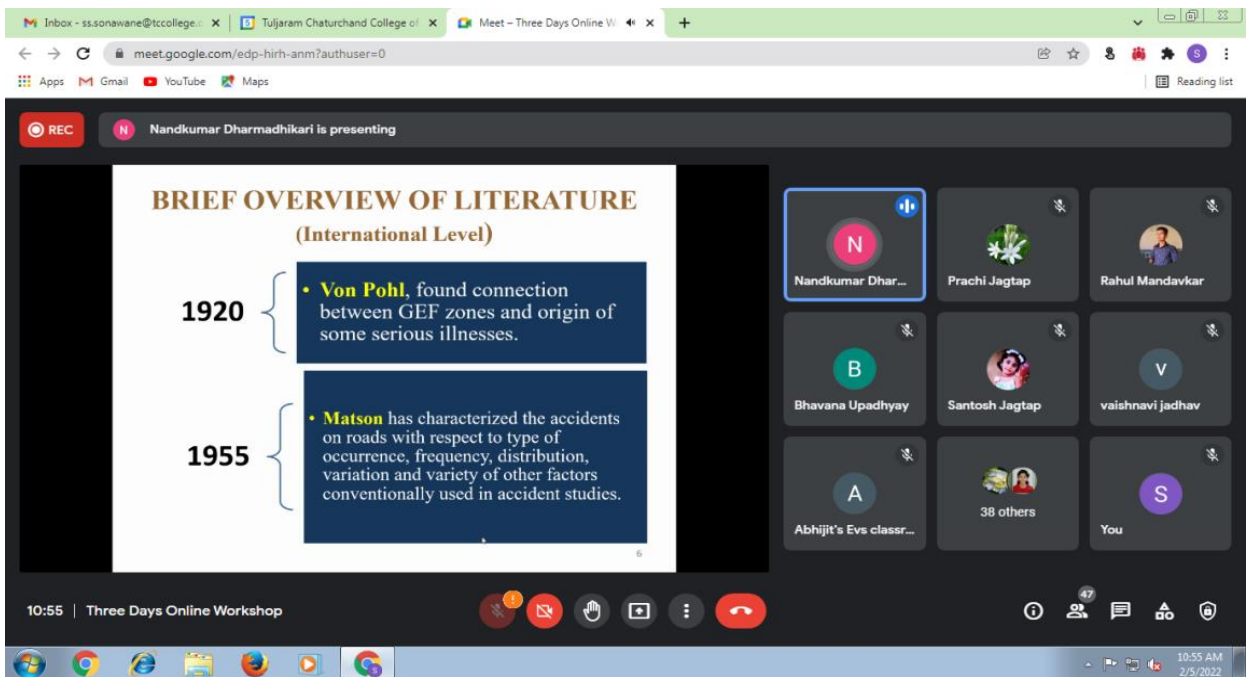 Inbox - ss.sonawane@tccollege.c
Tuljaram Chaturchand College of
Meet – Three Days Online W
meet.google.com/edp-hirh-anm?authuser=0
S
Apps Gmail YouTube Maps
Reading list
REC
N Nandkumar Dharmadhikari is presenting
BRIEF OVERVIEW OF LITERATURE
(International Level)
1920
• Von Pohl, found connection
between GEF zones and origin of
some serious illnesses.
1955
• Matson has characterized the accidents
on roads with respect to type of
occurrence, frequency, distribution,
variation and variety of other factors
conventionally used in accident studies.
6
N
Nandkumar Dhar...
Prachi Jagtap
Rahul Mandavkar
B
Bhavana Upadhyay
Santosh Jagtap
v
vaishnavi jadhav
A
Abhijit's Evs classr...
38 others
S
You
10:55 | Three Days Online Workshop
47
10:55 AM
2/5/2022